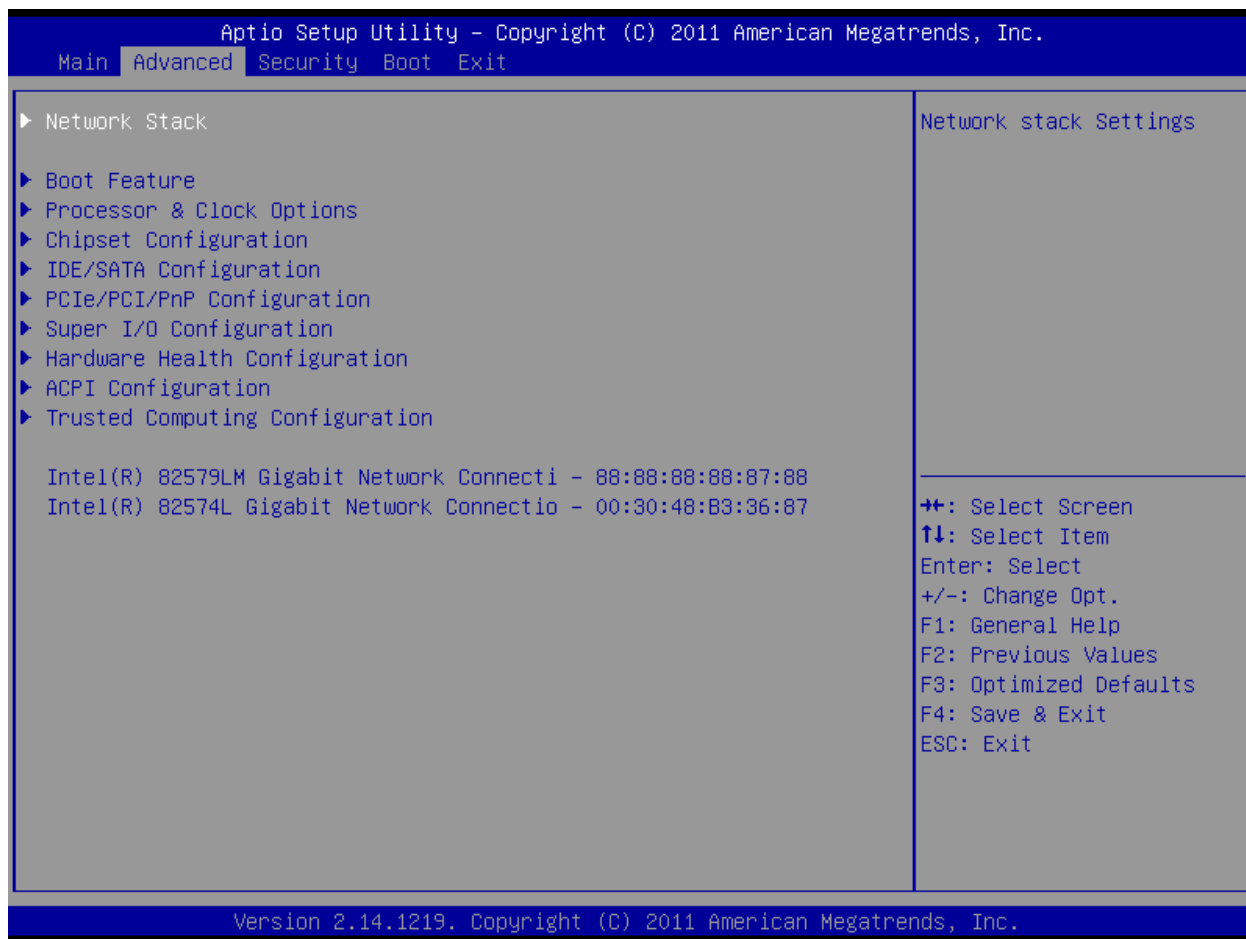 Aptio Setup Utility – Copyright (C) 2011 American Megatrends, Inc.
Main Advanced Security Boot Exit
▶ Network Stack
▶ Boot Feature
▶ Processor & Clock Options
▶ Chipset Configuration
▶ IDE/SATA Configuration
▶ PCIe/PCI/PnP Configuration
▶ Super I/O Configuration
▶ Hardware Health Configuration
▶ ACPI Configuration
▶ Trusted Computing Configuration
Intel(R) 82579LM Gigabit Network Connecti – 88:88:88:88:87:88
Intel(R) 82574L Gigabit Network Connectio – 00:30:48:B3:36:87
Network stack Settings
→←: Select Screen
↑↓: Select Item
Enter: Select
+/-: Change Opt.
F1: General Help
F2: Previous Values
F3: Optimized Defaults
F4: Save & Exit
ESC: Exit
Version 2.14.1219. Copyright (C) 2011 American Megatrends, Inc.